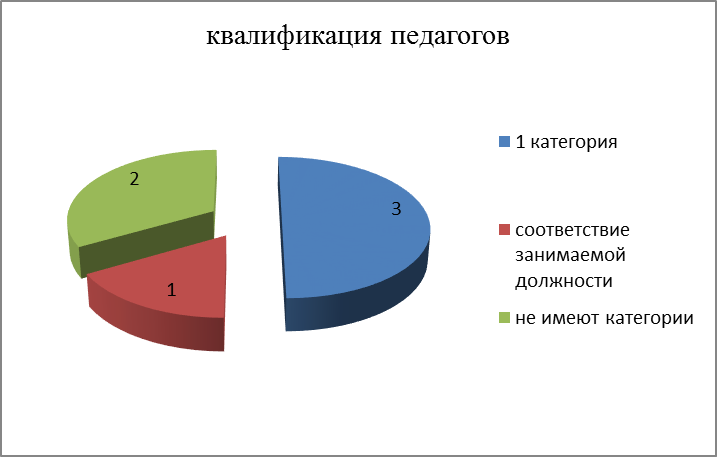 квалификация педагогов
2
3
1
1 категория
соответствие
занимаемой
должности
не имеют категории